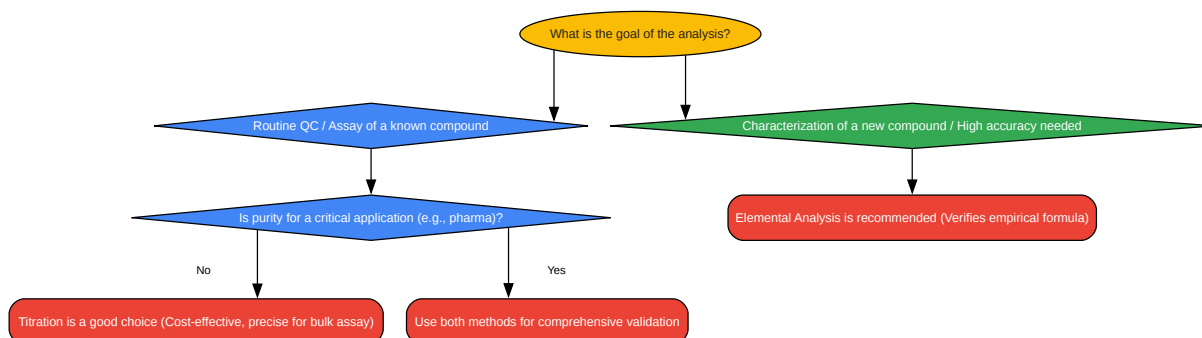 What is the goal of the analysis?
Routine QC / Assay of a known compound
Characterization of a new compound / High accuracy needed
Is purity for a critical application (e.g., pharma)?
Elemental Analysis is recommended (Verifies empirical formula)
No
Yes
Titration is a good choice (Cost-effective, precise for bulk assay)
Use both methods for comprehensive validation